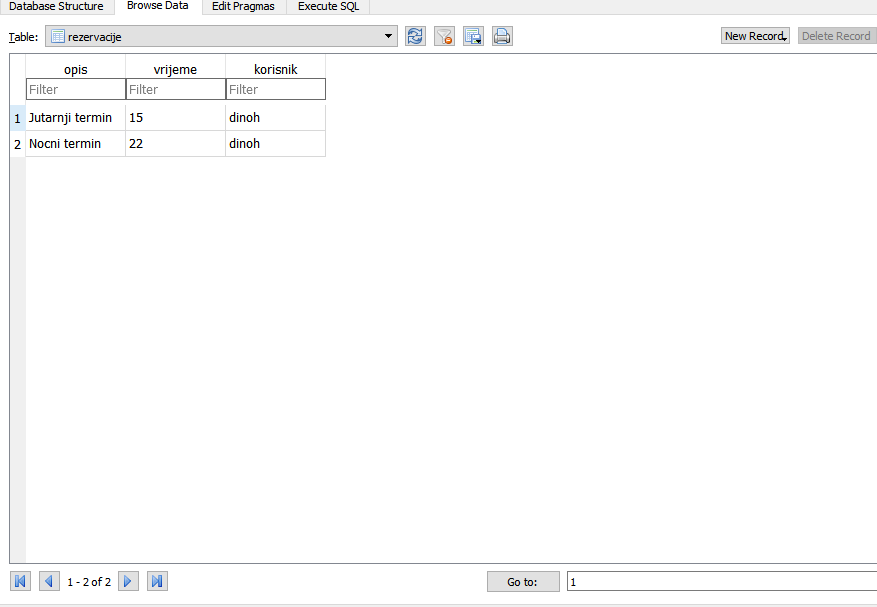 Database Structure Browse Data Edit Pragmas Execute SQL
Table: rezervacije New Record Delete Record
opis vrijeme korisnik
Filter Filter Filter
1 Jutarnji termin 15 dinoh
2 Nocni termin 22 dinoh
1 - 2 of 2 Go to: 1